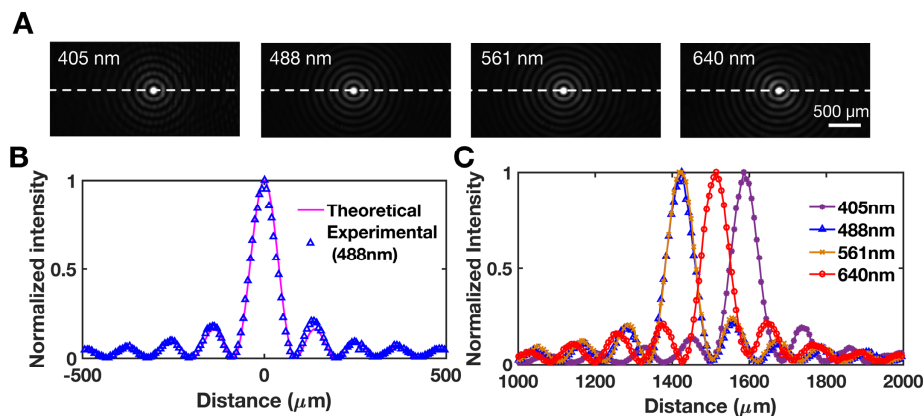 A
405 nm
488 nm
561 nm
640 nm
500 µm
B
Normalized intensity
1
0.5
0
-500
0
500
Distance (µm)
Theoretical
Experimental
(488nm)
C
Normalized Intensity
1
0.5
0
1000
1200
1400
1600
1800
2000
Distance (µm)
405nm
488nm
561nm
640nm